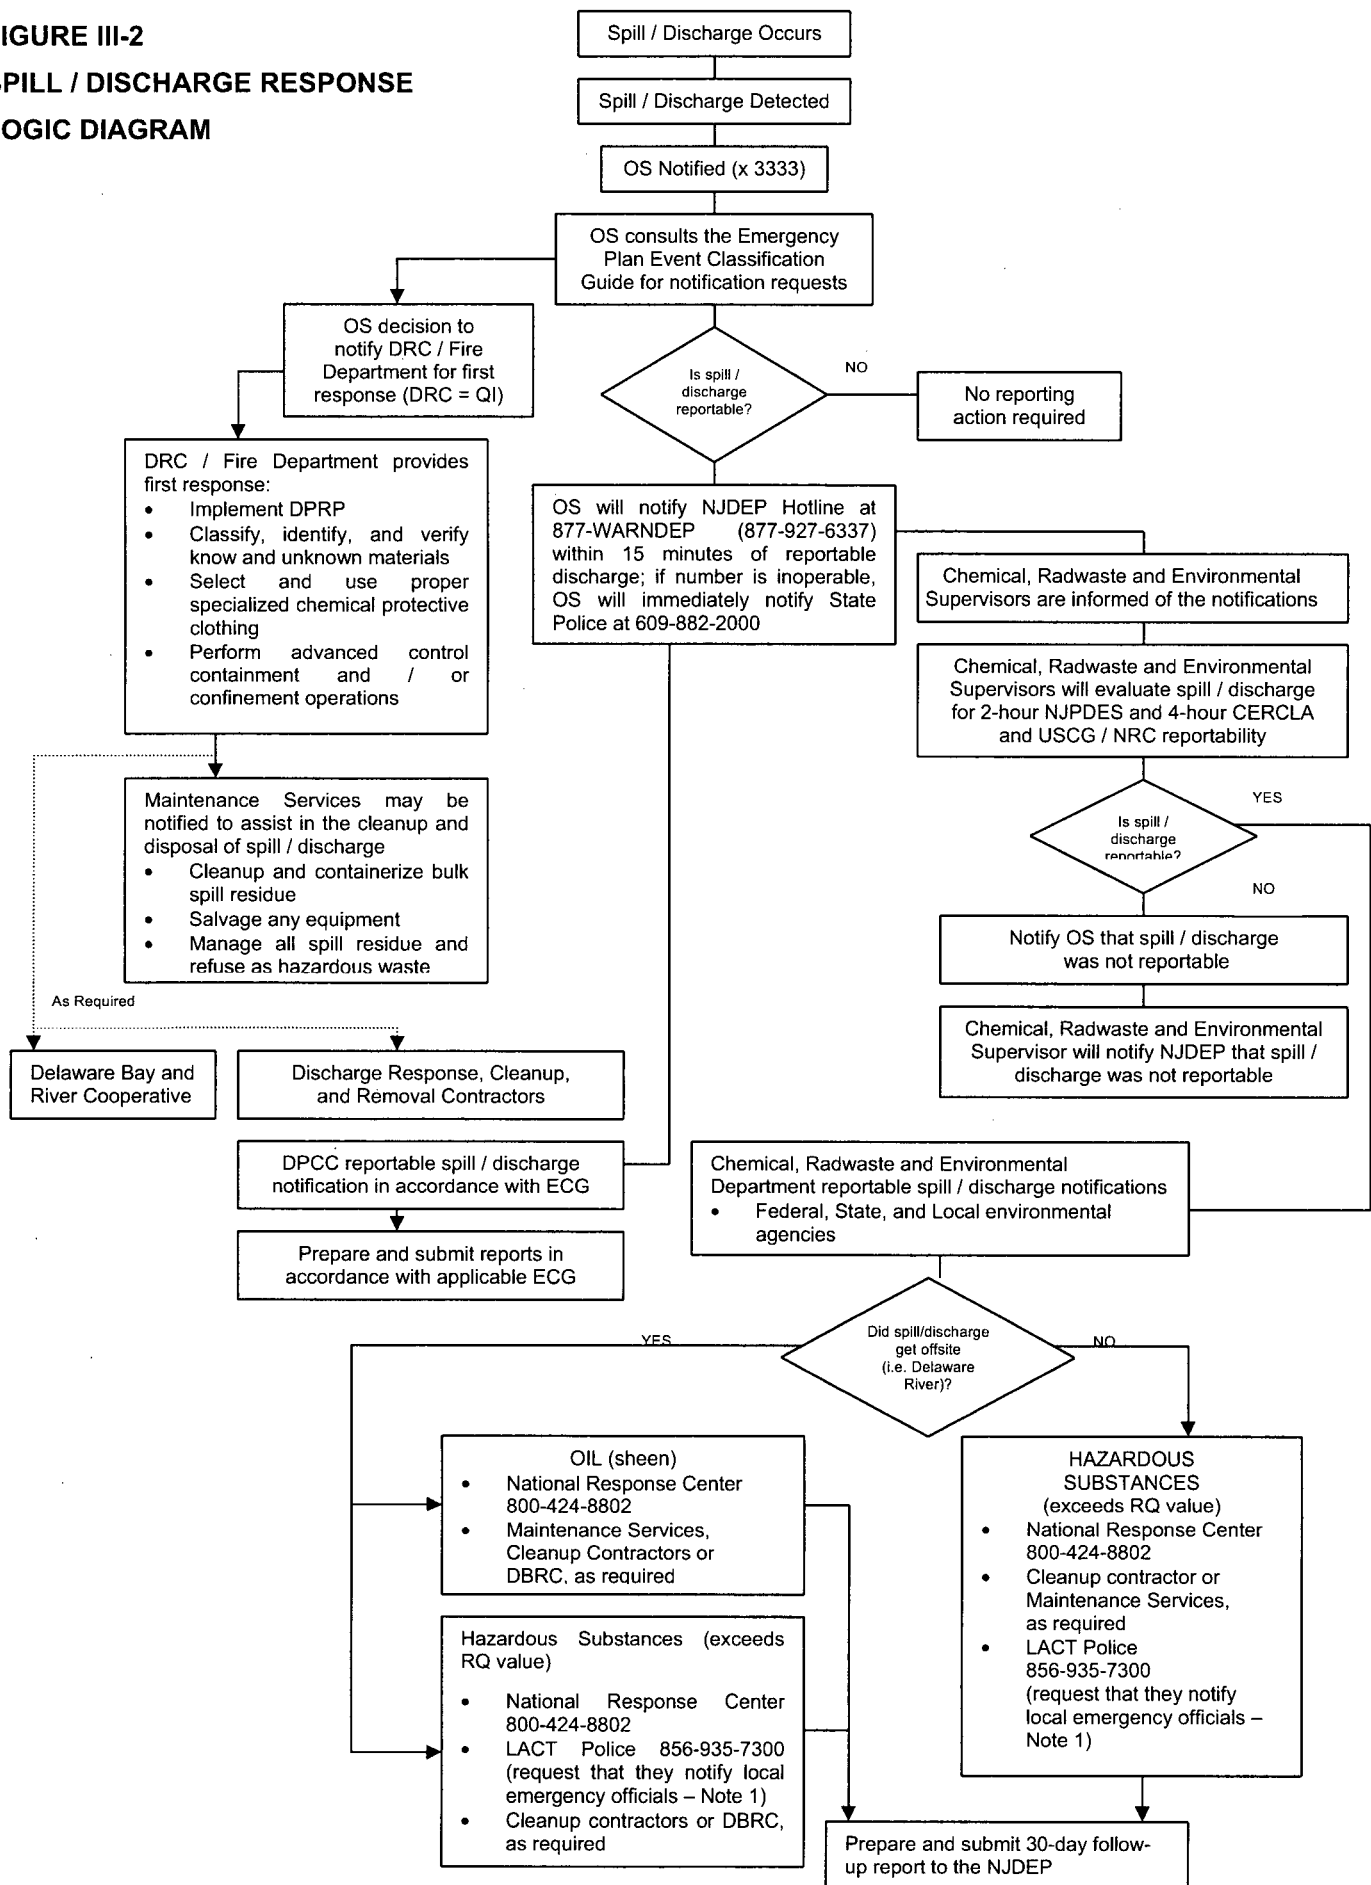 IGURE III-2
PILL / DISCHARGE RESPONSE
OGIC DIAGRAM
Spill / Discharge Occurs
Spill / Discharge Detected
OS Notified (x 3333)
OS consults the Emergency
Plan Event Classification
Guide for notification requests
OS decision to
notify DRC / Fire
Department for first
response (DRC = QI)
Is spill /
discharge
reportable?
NO
No reporting
action required
DRC / Fire Department provides
first response:
• Implement DPRP
• Classify, identify, and verify
know and unknown materials
• Select and use proper
specialized chemical protective
clothing
• Perform advanced control
containment and / or
confinement operations
OS will notify NJDEP Hotline at
877-WARNDEP (877-927-6337)
within 15 minutes of reportable
discharge; if number is inoperable,
OS will immediately notify State
Police at 609-882-2000
Chemical, Radwaste and Environmental
Supervisors are informed of the notifications
Chemical, Radwaste and Environmental
Supervisors will evaluate spill / discharge
for 2-hour NJPDES and 4-hour CERCLA
and USCG / NRC reportability
Maintenance Services may be
notified to assist in the cleanup and
disposal of spill / discharge
• Cleanup and containerize bulk
spill residue
• Salvage any equipment
• Manage all spill residue and
refuse as hazardous waste
YES
Is spill /
discharge
reportable?
NO
Notify OS that spill / discharge
was not reportable
As Required
Chemical, Radwaste and Environmental
Supervisor will notify NJDEP that spill /
discharge was not reportable
Delaware Bay and
River Cooperative
Discharge Response, Cleanup,
and Removal Contractors
DPCC reportable spill / discharge
notification in accordance with ECG
Chemical, Radwaste and Environmental
Department reportable spill / discharge notifications
• Federal, State, and Local environmental
agencies
Prepare and submit reports in
accordance with applicable ECG
YES
Did spill/discharge
get offsite
(i.e. Delaware
River)?
NO
OIL (sheen)
• National Response Center
800-424-8802
• Maintenance Services,
Cleanup Contractors or
DBRC, as required
HAZARDOUS
SUBSTANCES
(exceeds RQ value)
• National Response Center
800-424-8802
• Cleanup contractor or
Maintenance Services,
as required
• LACT Police
856-935-7300
(request that they notify
local emergency officials –
Note 1)
Hazardous Substances (exceeds
RQ value)
• National Response Center
800-424-8802
• LACT Police 856-935-7300
(request that they notify local
emergency officials – Note 1)
• Cleanup contractors or DBRC,
as required
Prepare and submit 30-day follow-
up report to the NJDEP